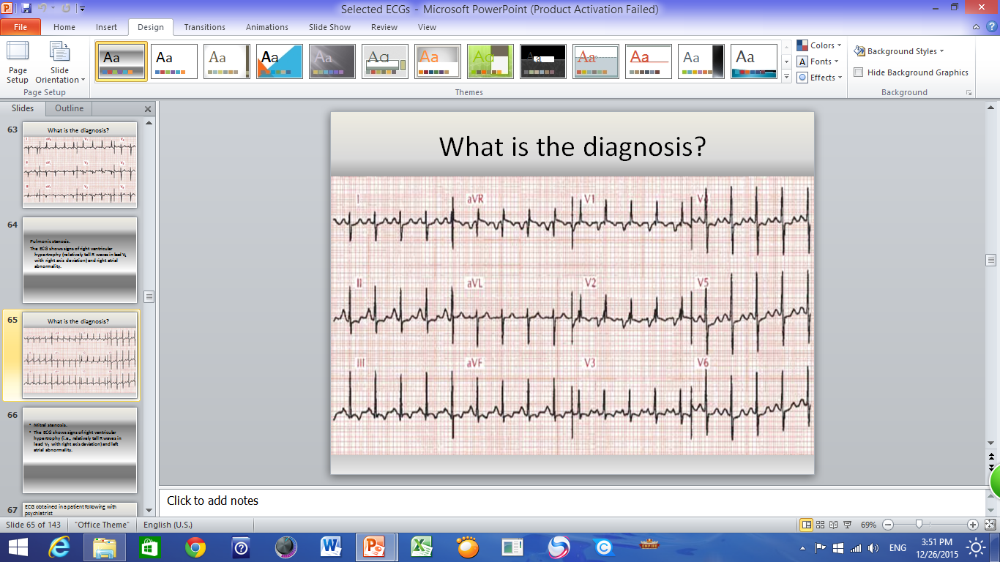 Selected ECGs - Microsoft PowerPoint (Product Activation Failed)
File Home Insert Design Transitions Animations Slide Show Review View
Page Setup
Slide Orientation
Aa Aa Aa Aa Aa Aa Aa Aa Aa Aa Aa Aa Aa
Colors
Fonts
Effects
Background Styles
Hide Background Graphics
Page Setup
Themes
Background
Slides Outline
63
What is the diagnosis?
64
Pulmonic stenosis.
The ECG shows signs of right ventricular
hypertrophy (relatively tall R waves in lead V1
with right axis deviation) and right atrial
abnormality.
65
What is the diagnosis?
66
• Mitral stenosis.
• The ECG shows signs of right ventricular
hypertrophy (i.e., relatively tall R waves in
lead V1 with right axis deviation) and left
atrial abnormality.
67
ECG obtained in a patient following with
psychiatrist
What is the diagnosis?
I aVR V1 V4
II aVL V2 V5
III aVF V3 V6
Click to add notes
Slide 65 of 143 "Office Theme" English (U.S.) 69%
ENG
3:51 PM
12/26/2015
EMPIRE